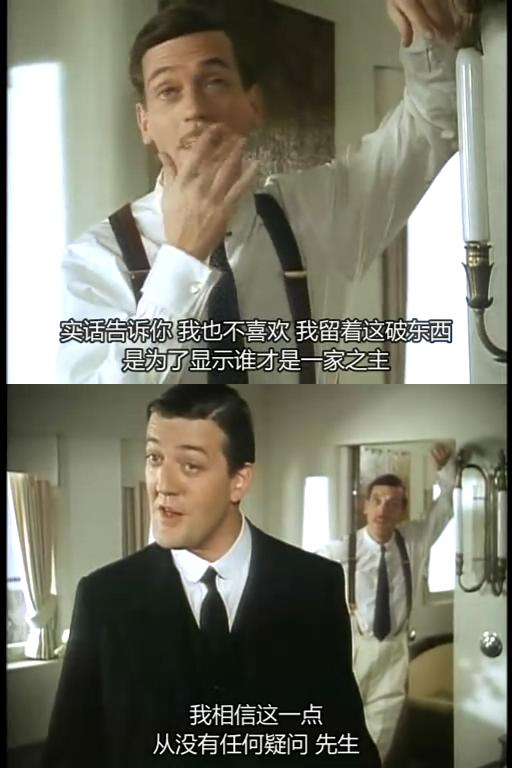 实话告诉你 我也不喜欢 我留着这破东西
是为了显示谁才是一家之主
我相信这一点
从没有任何疑问 先生